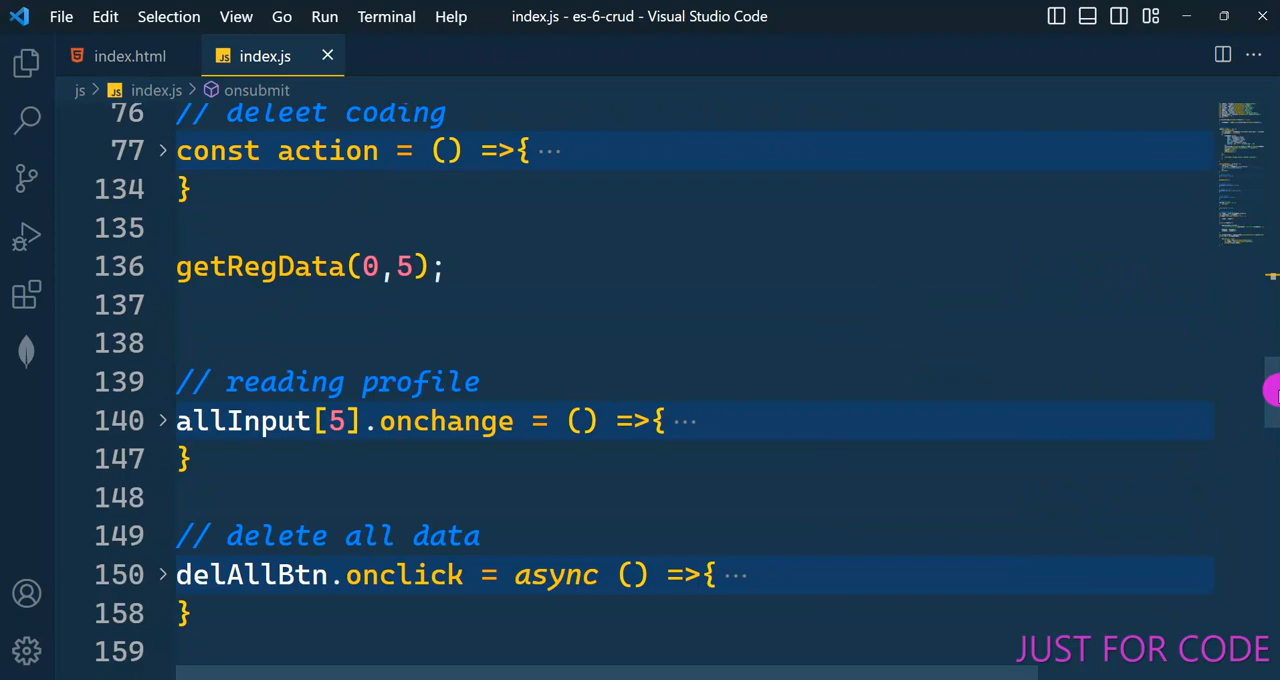 File Edit Selection View Go Run Terminal Help index.js - es-6-crud - Visual Studio Code
index.html index.js
js > index.js > onsubmit
76 // deleet coding
77 const action = () =>{ ...
134 }
135
136 getRegData(0,5);
137
138
139 // reading profile
140 allInput[5].onchange = () =>{ ...
147 }
148
149 // delete all data
150 delAllBtn.onclick = async () =>{ ...
158 }
159
JUST FOR CODE